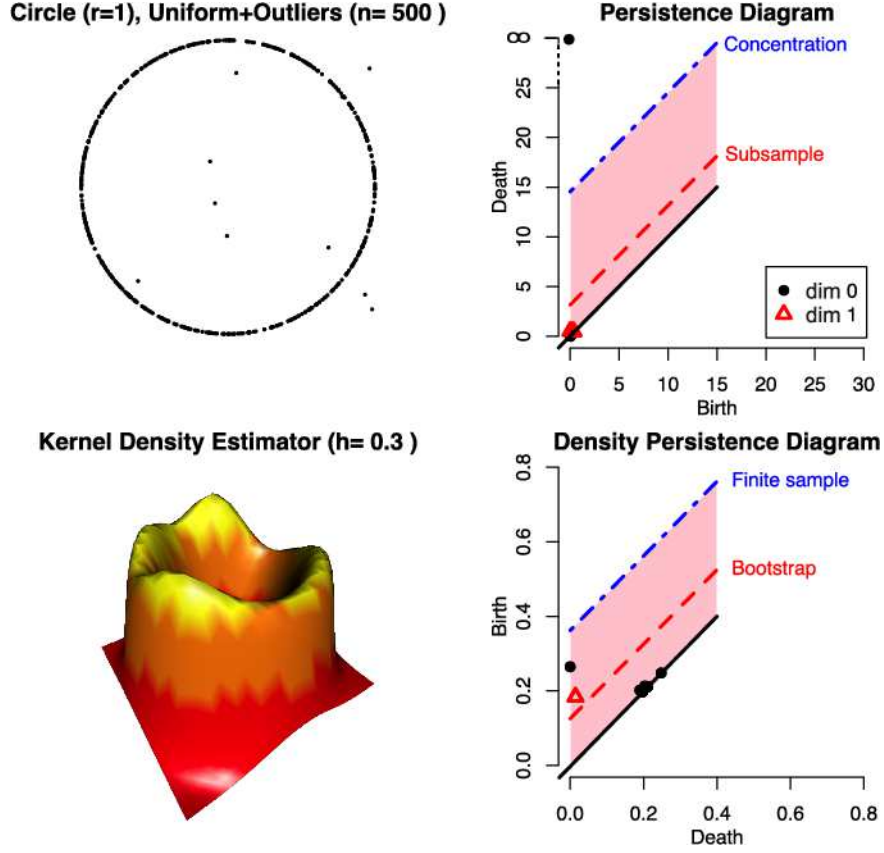 Circle (r=1), Uniform+Outliers (n= 500 )
Persistence Diagram
Death
0
5
10
15
25
∞
Concentration
Subsample
dim 0
dim 1
0
5
10
15
20
25
30
Birth
Kernel Density Estimator (h= 0.3 )
Density Persistence Diagram
Birth
0.0
0.2
0.4
0.6
0.8
Finite sample
Bootstrap
0.0
0.2
0.4
0.6
0.8
Death